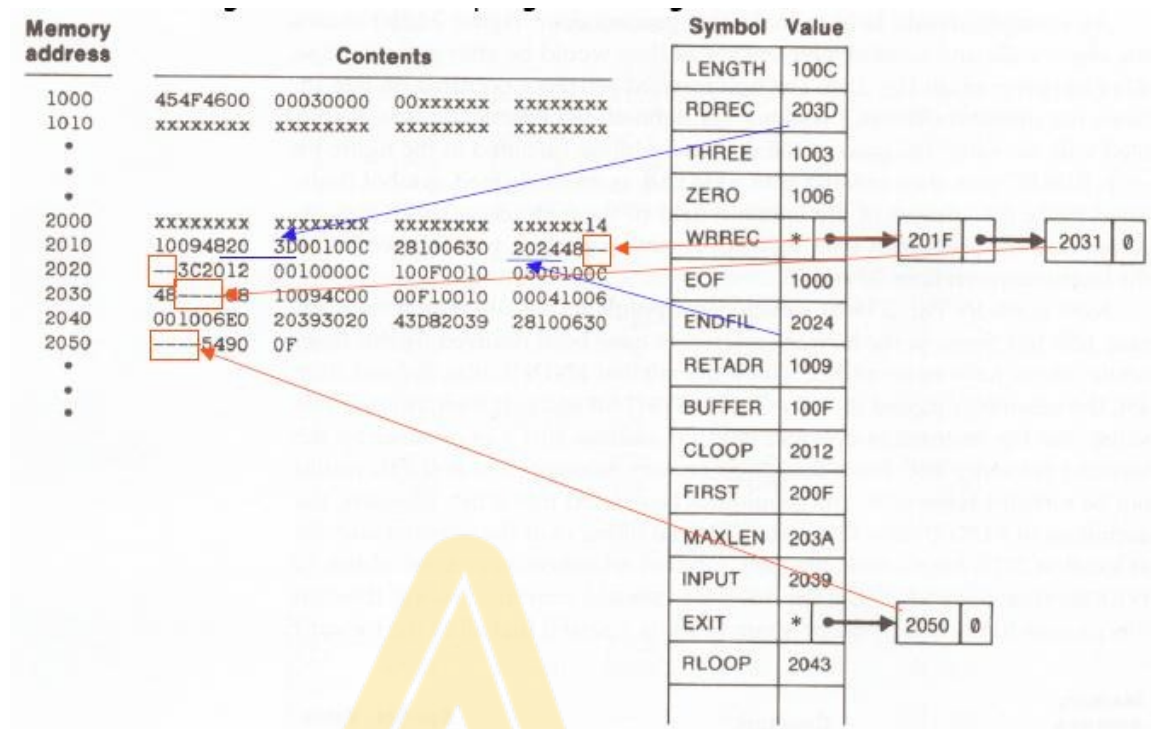 Memory address Contents
1000 454F4600 00030000 00xxxxxx xxxxxxxx
1010 xxxxxxxx xxxxxxxx xxxxxxxx xxxxxxxx
2000 xxxxxxxx xxxxxxxx xxxxxxxx xxxxxx14
2010 10094820 3D00100C 28100630 202448--
2020 --3C2012 0010000C 100F0010 0300100C
2030 48----48 10094C00 00F10010 00041006
2040 001006E0 20393020 43D82039 28100630
2050 ----5490 0F
Symbol Value
LENGTH 100C
RDREC 203D
THREE 1003
ZERO 1006
WRREC * 201F 2031 0
EOF 1000
ENDFIL 2024
RETADR 1009
BUFFER 100F
CLOOP 2012
FIRST 200F
MAXLEN 203A
INPUT 2039
EXIT * 2050 0
RLOOP 2043